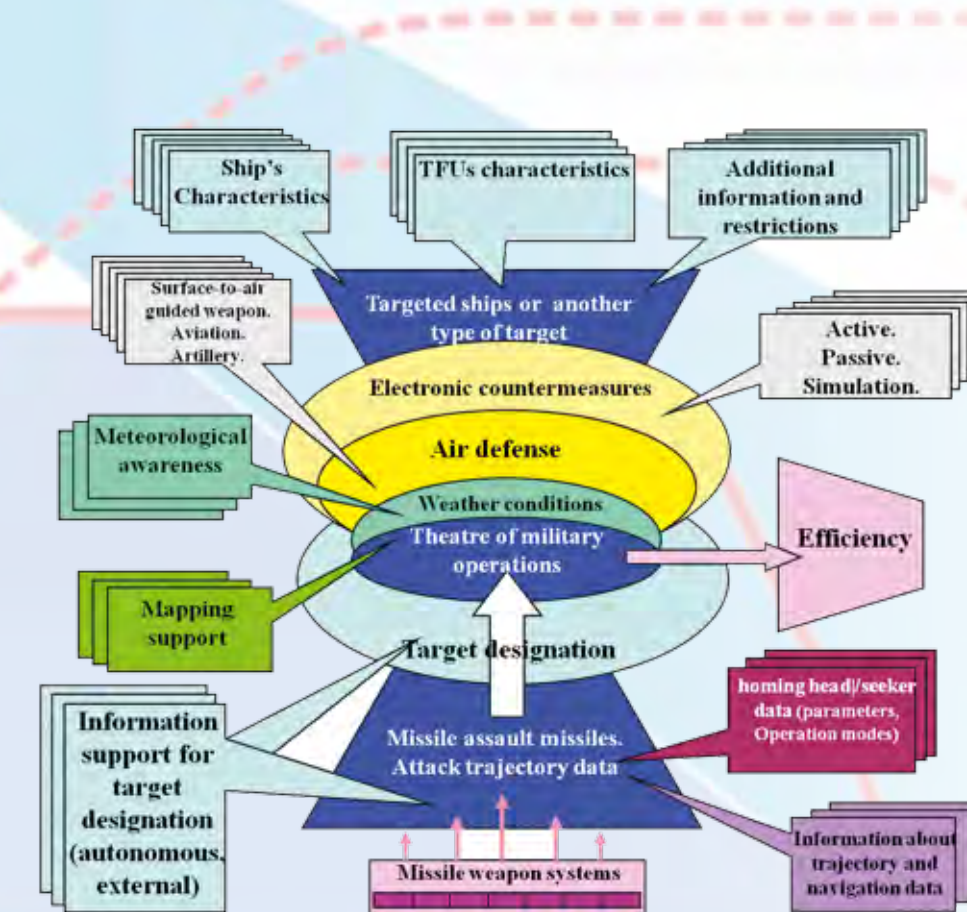 Ship's
Characteristics
TFUs characteristics
Additional
information and
restrictions
Surface-to-air
guided weapon.
Aviation.
Artillery.
Targeted ships or another
type of target
Active.
Passive.
Simulation.
Electronic countermeasures
Meteorological
awareness
Air defense
Weather conditions
Theatre of military
operations
Efficiency
Mapping
support
Target designation
homing head/seeker
data (parameters,
Operation modes)
Information
support for
target
designation
(autonomous,
external)
Missile assault missiles.
Attack trajectory data
Information about
trajectory and
navigation data
Missile weapon systems